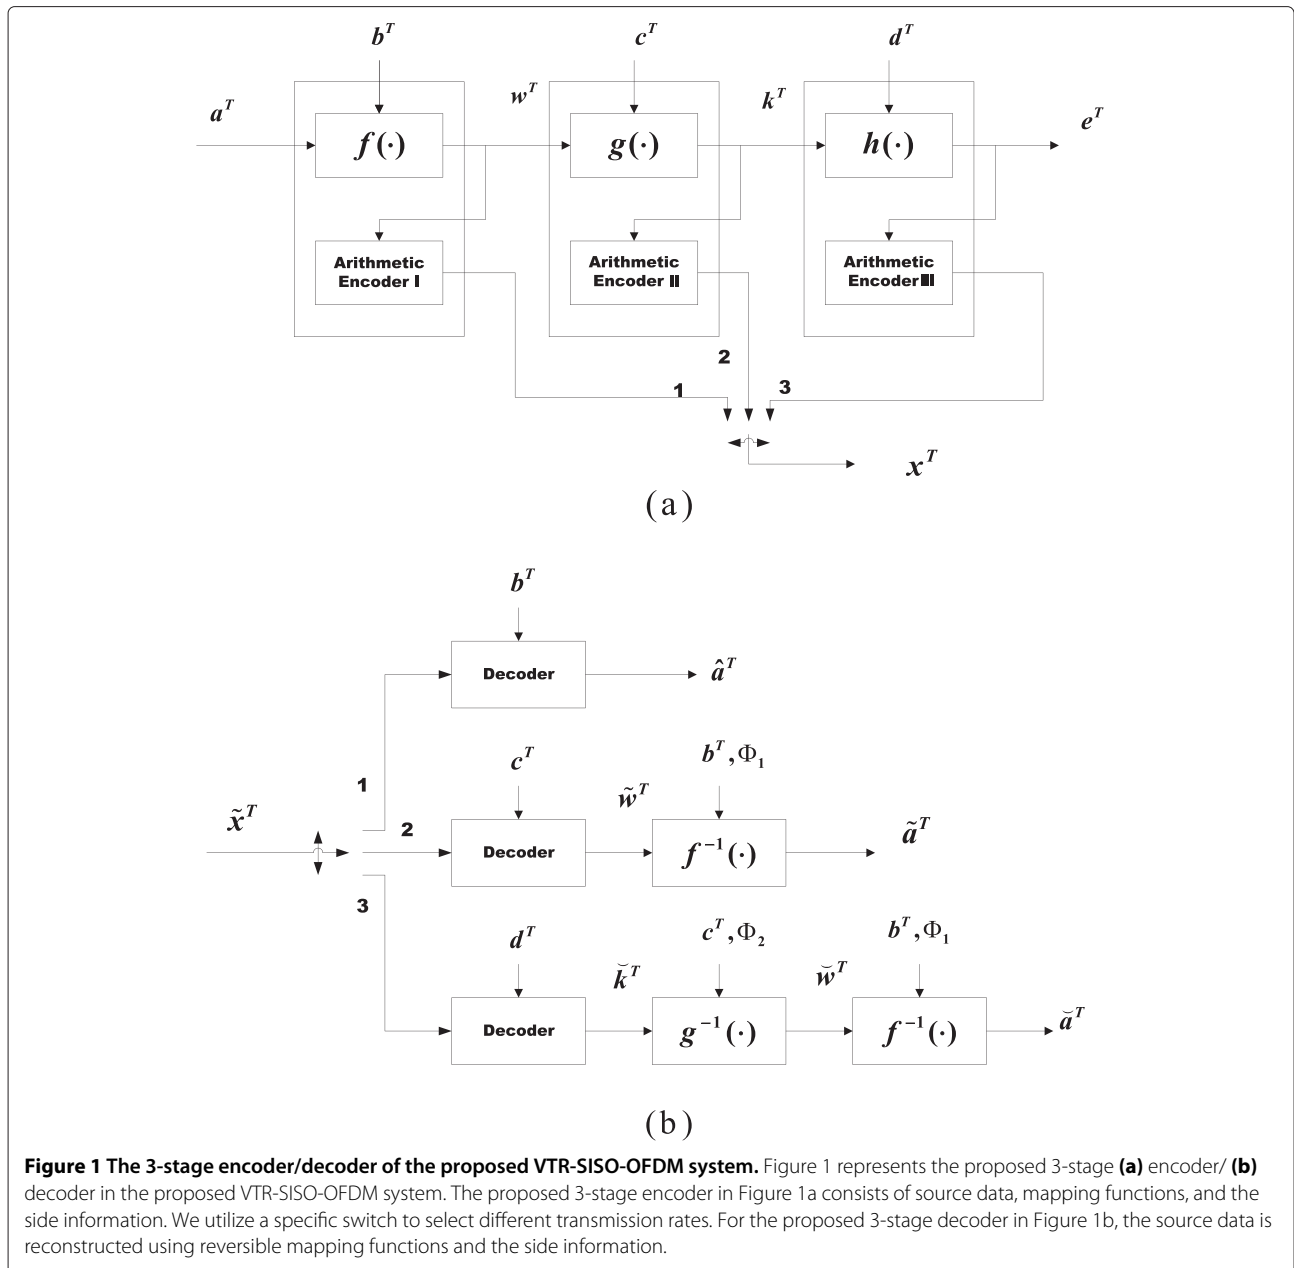 b^T
c^T
d^T
a^T
w^T
k^T
e^T
f(·)
g(·)
h(·)
Arithmetic
Encoder I
Arithmetic
Encoder II
Arithmetic
Encoder III
1
2
3
x^T
(a)
b^T
Decoder
â^T
1
c^T
b^T, Φ_1
x̃^T
2
Decoder
w̃^T
f^{-1}(·)
ã^T
3
d^T
c^T, Φ_2
b^T, Φ_1
Decoder
k̆^T
g^{-1}(·)
w̆^T
f^{-1}(·)
ă^T
(b)
Figure 1 The 3-stage encoder/decoder of the proposed VTR-SISO-OFDM system. Figure 1 represents the proposed 3-stage (a) encoder/ (b)
decoder in the proposed VTR-SISO-OFDM system. The proposed 3-stage encoder in Figure 1a consists of source data, mapping functions, and the
side information. We utilize a specific switch to select different transmission rates. For the proposed 3-stage decoder in Figure 1b, the source data is
reconstructed using reversible mapping functions and the side information.